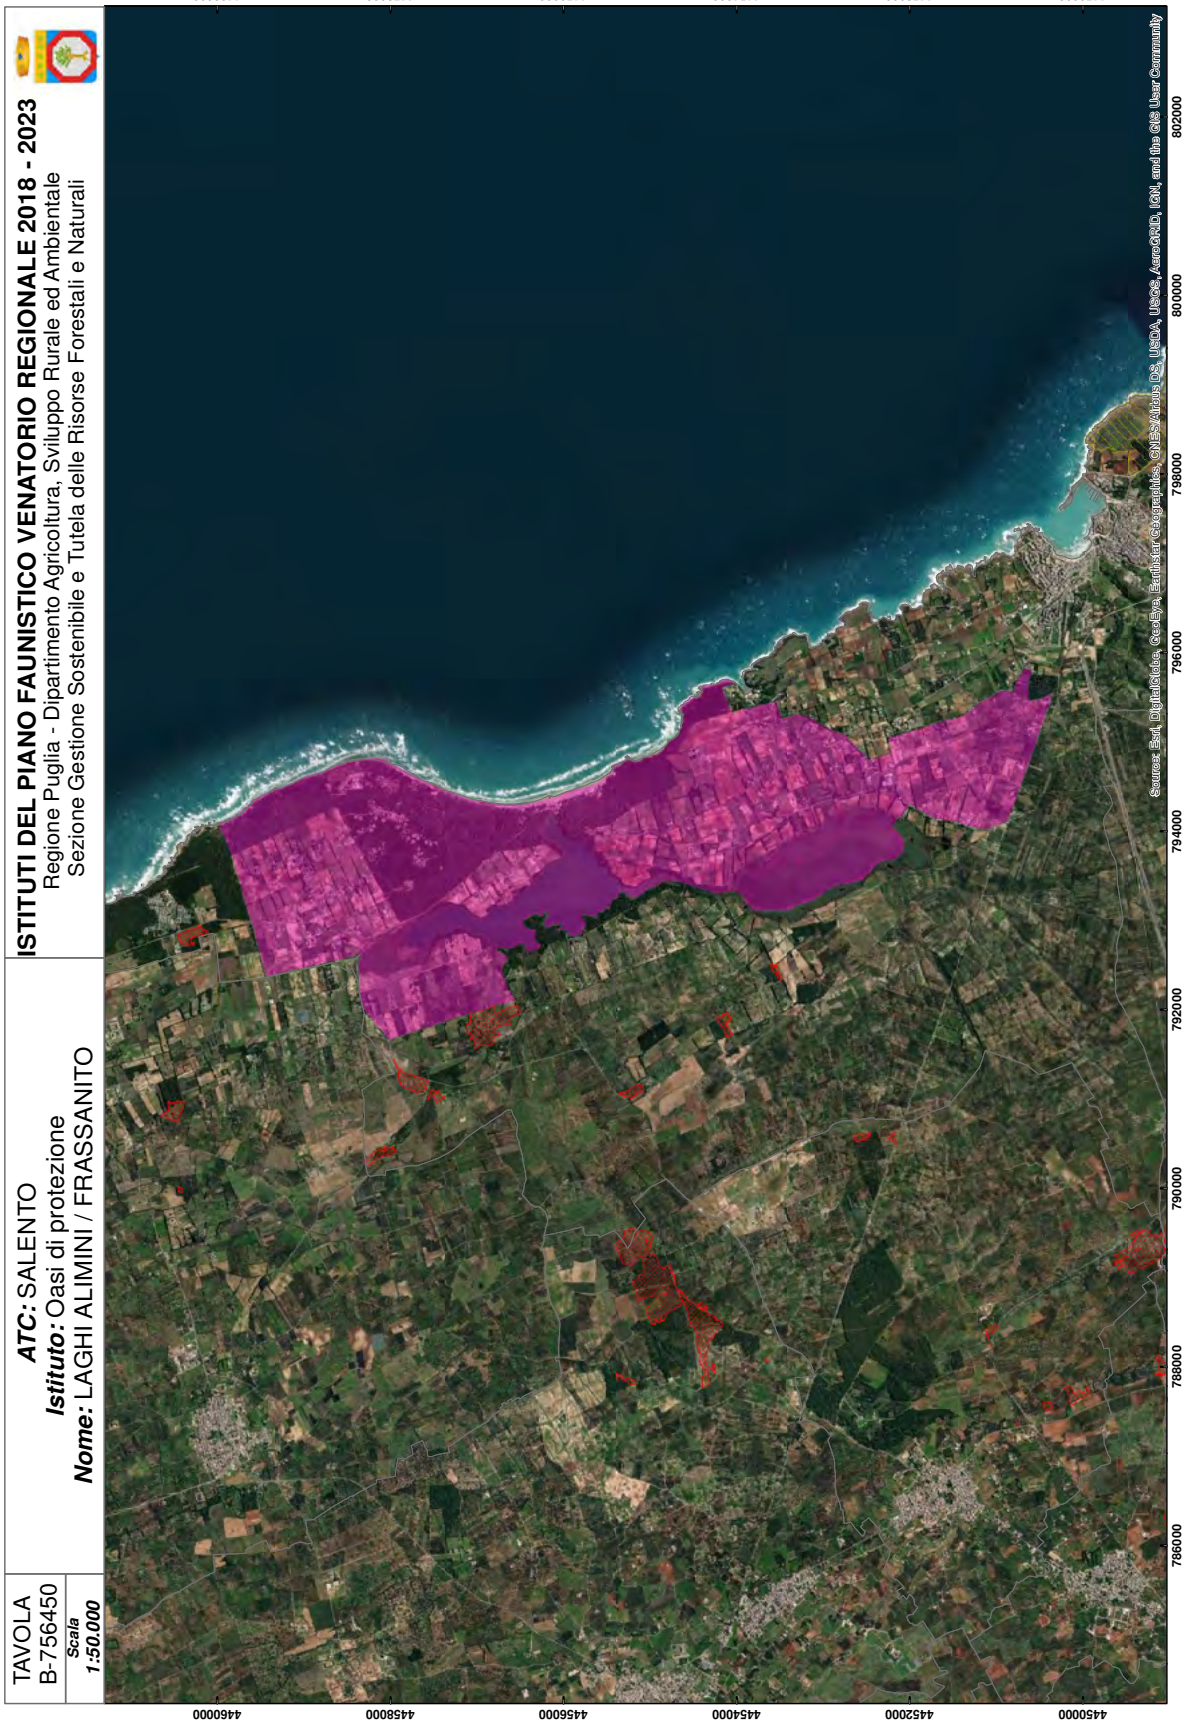 TAVOLA
B-756450
Scala
1:50.000
ATC: SALENTO
Istituto: Oasi di protezione
Nome: LAGHI ALIMINI / FRASSANITO
ISTITUTI DEL PIANO FAUNISTICO VENATORIO REGIONALE 2018 - 2023
Regione Puglia - Dipartimento Agricoltura, Sviluppo Rurale ed Ambientale
Sezione Gestione Sostenibile e Tutela delle Risorse Forestali e Naturali
4460000
4458000
4456000
4454000
4452000
4450000
786000
788000
790000
792000
794000
796000
798000
800000
802000
Source: Esri, DigitalGlobe, GeoEye, Earthstar Geographics, CNES/Airbus DS, USDA, USGS, AeroGRID, IGN, and the GIS User Community